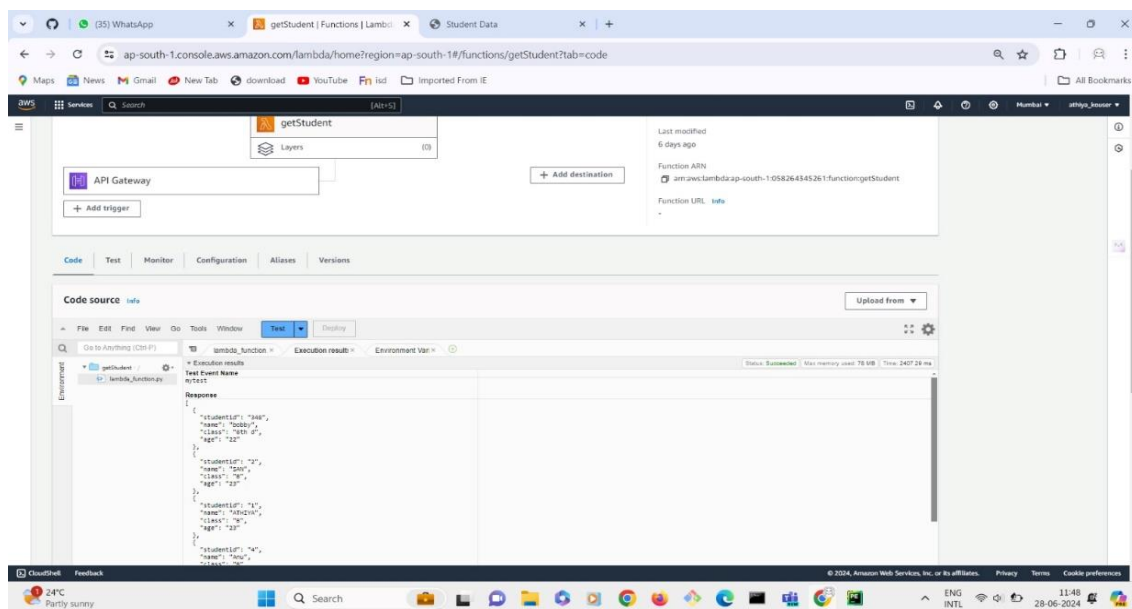 (35) WhatsApp
getStudent | Functions | Lambd
Student Data
ap-south-1.console.aws.amazon.com/lambda/home?region=ap-south-1#/functions/getStudent?tab=code
Maps News Gmail New Tab download YouTube isd Imported From IE All Bookmarks
aws Services Search [Alt+S] Mumbai athiya_kouser
getStudent
Layers (0)
API Gateway
+ Add trigger
+ Add destination
Last modified
6 days ago
Function ARN
arn:aws:lambda:ap-south-1:058264345261:function:getStudent
Function URL Info
-
Code Test Monitor Configuration Aliases Versions
Code source Info Upload from
File Edit Find View Go Tools Window Test Deploy
Go to Anything (Ctrl-P) lambda_function Execution results Environment Var
Environment
getStudent /
lambda_function.py
Execution results Status: Succeeded Max memory used: 76 MB Time: 2407.26 ms
Test Event Name
mytest
Response
[
{
"studentid": "348",
"name": "bobby",
"class": "8th d",
"age": "22"
},
{
"studentid": "2",
"name": "SAN",
"class": "B",
"age": "23"
},
{
"studentid": "1",
"name": "ATHIYA",
"class": "B",
"age": "23"
},
{
"studentid": "4",
"name": "Anu",
CloudShell Feedback © 2024, Amazon Web Services, Inc. or its affiliates. Privacy Terms Cookie preferences
24°C
Partly sunny
Search
ENG
INTL
11:48
28-06-2024